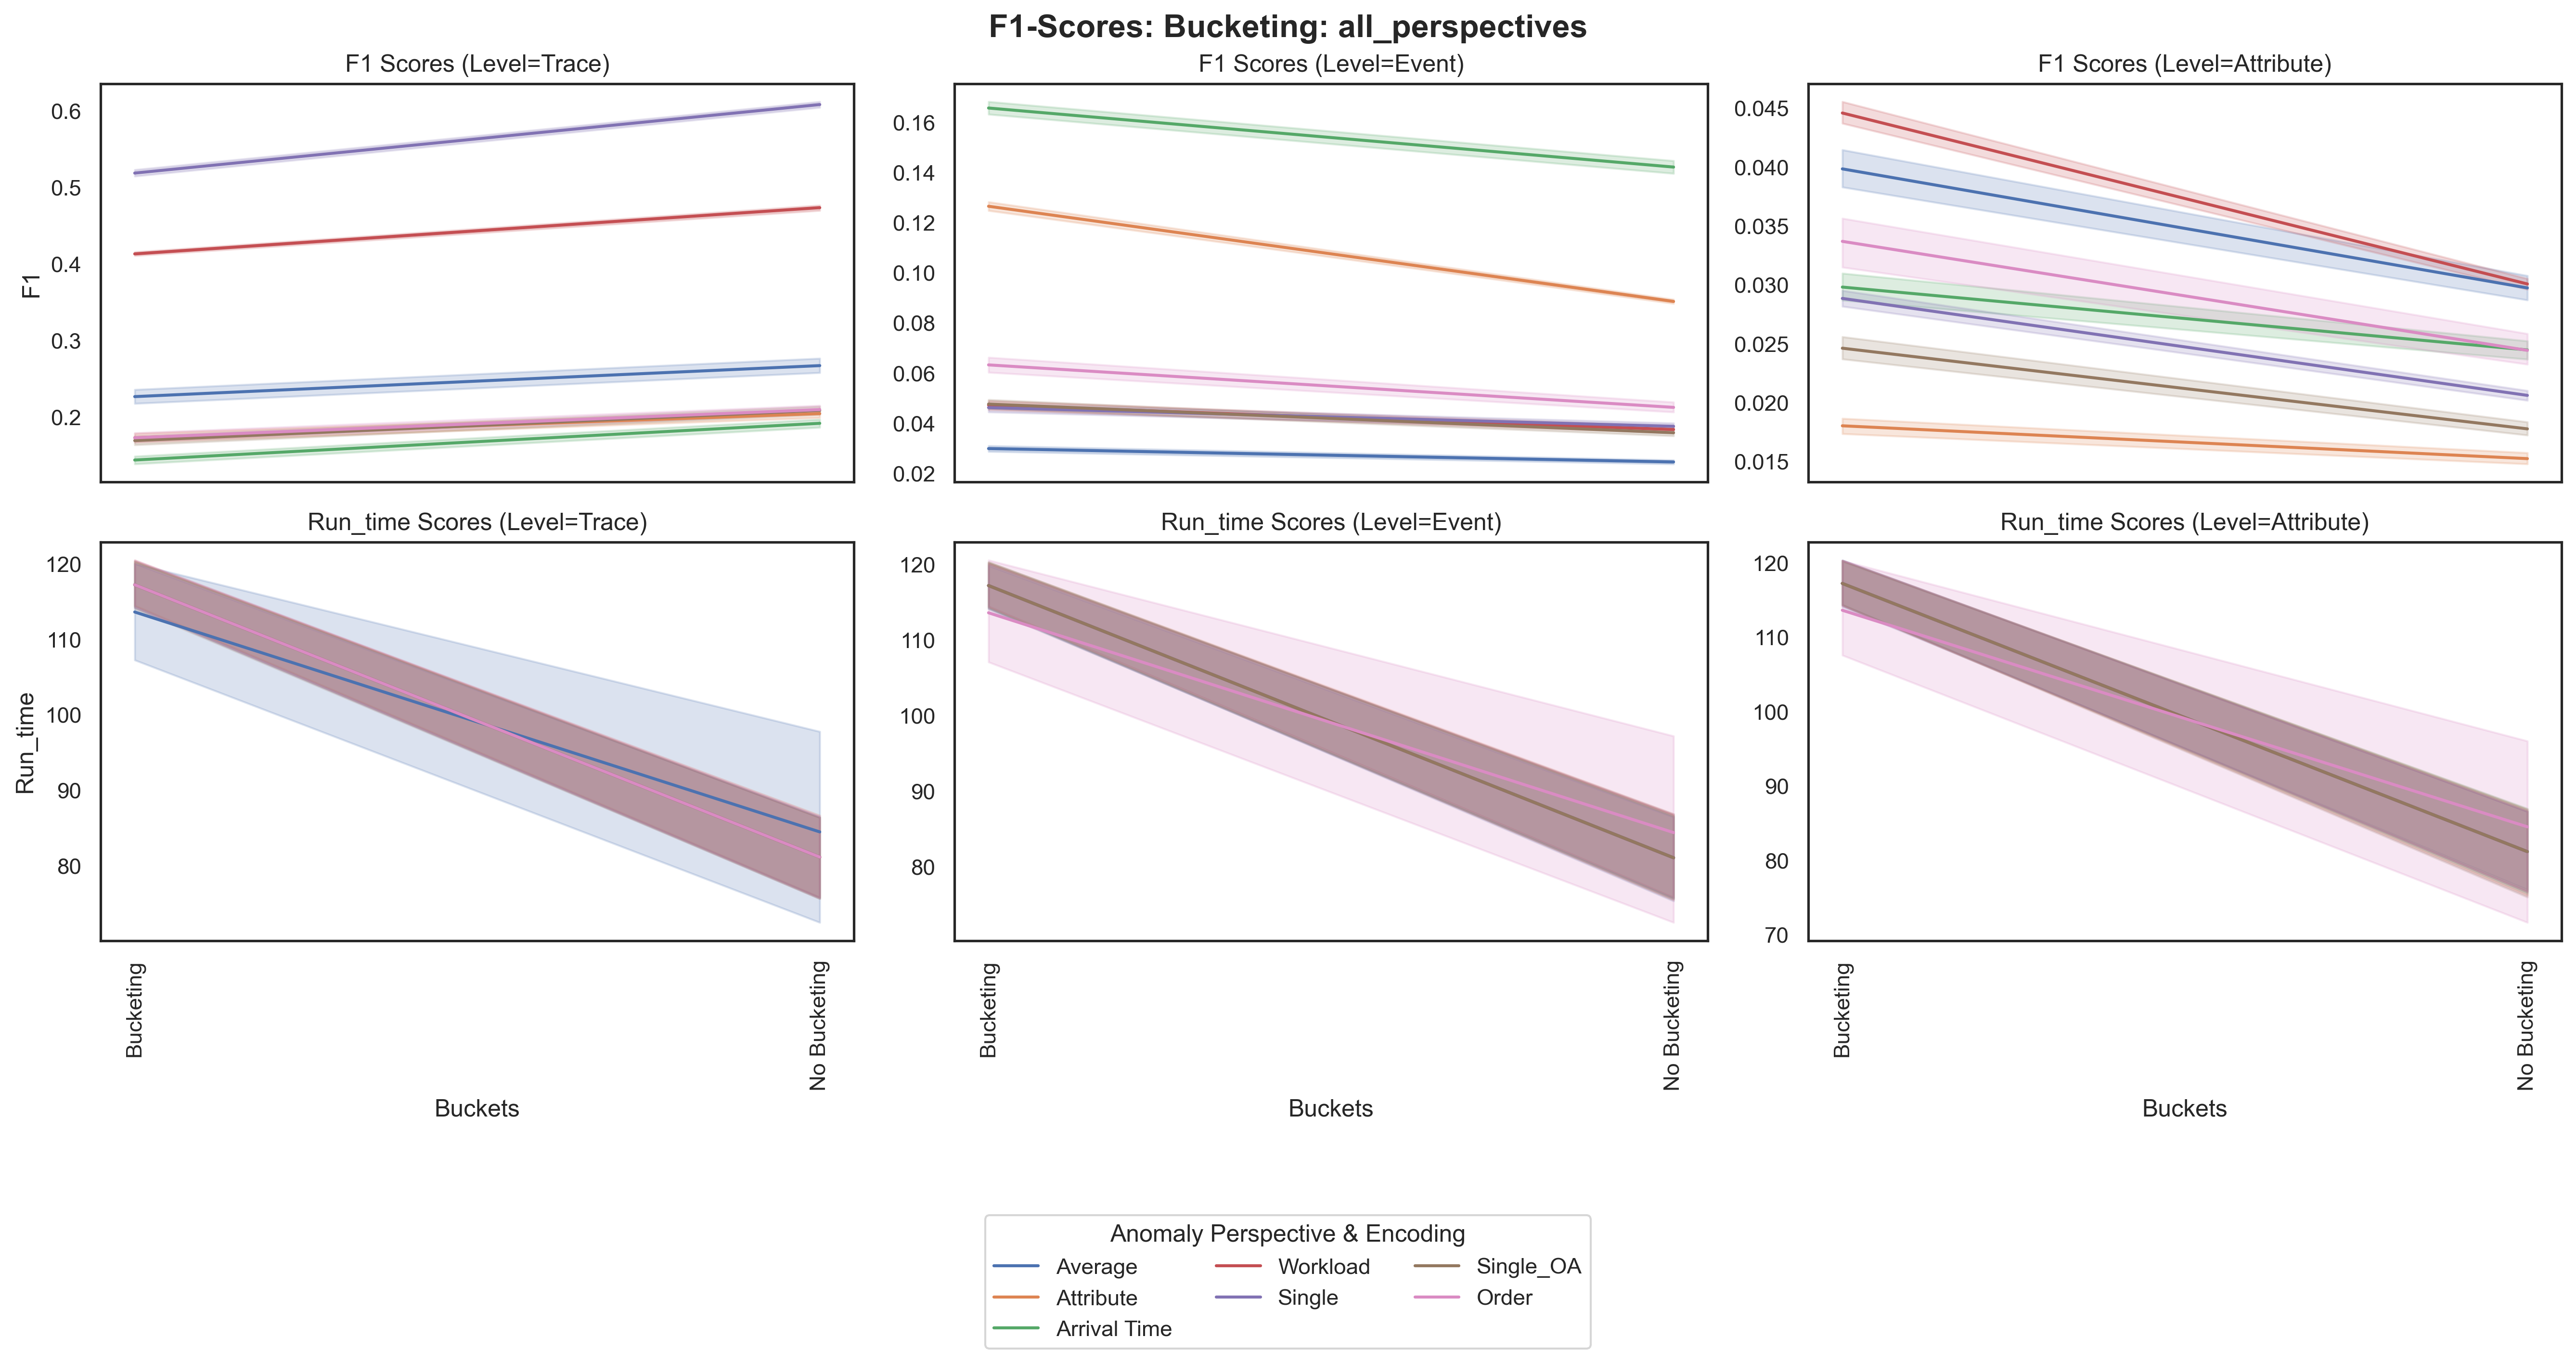 F1-Scores: Bucketing: all_perspectives
F1 Scores (Level=Trace)
F1
0.6
0.5
0.4
0.3
0.2
F1 Scores (Level=Event)
0.16
0.14
0.12
0.10
0.08
0.06
0.04
0.02
F1 Scores (Level=Attribute)
0.045
0.040
0.035
0.030
0.025
0.020
0.015
Run_time Scores (Level=Trace)
Run_time
120
110
100
90
80
Bucketing
No Bucketing
Buckets
Run_time Scores (Level=Event)
120
110
100
90
80
Bucketing
No Bucketing
Buckets
Run_time Scores (Level=Attribute)
120
110
100
90
80
70
Bucketing
No Bucketing
Buckets
Anomaly Perspective & Encoding
Average
Attribute
Arrival Time
Workload
Single
Single_OA
Order